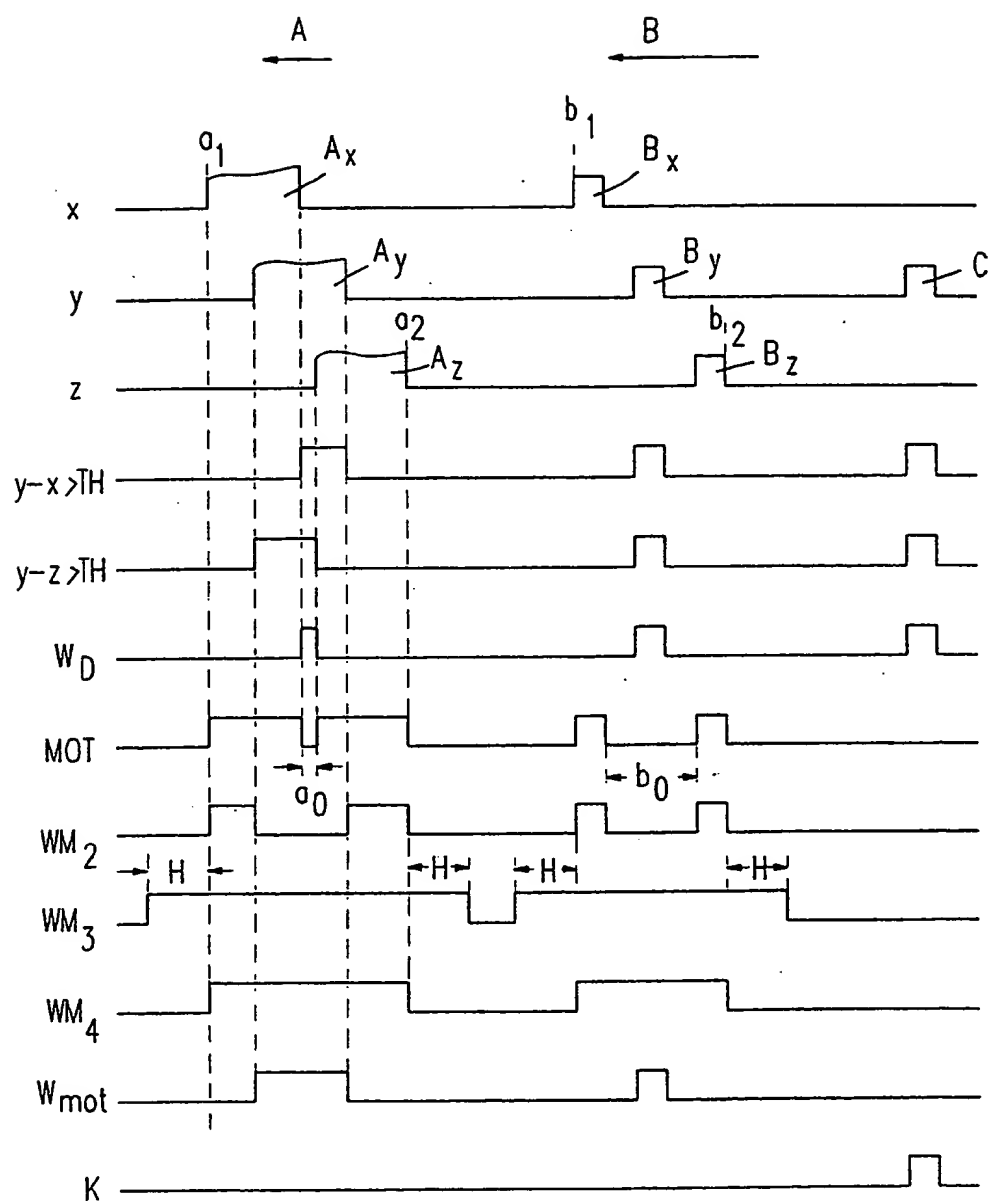 A B
a1 Ax b1 Bx
x
y Ay By C
a2 b2
z Az Bz
y-x>TH
y-z>TH
WD
MOT
a0 b0
WM2
H H H H
WM3
WM4
Wmot
K